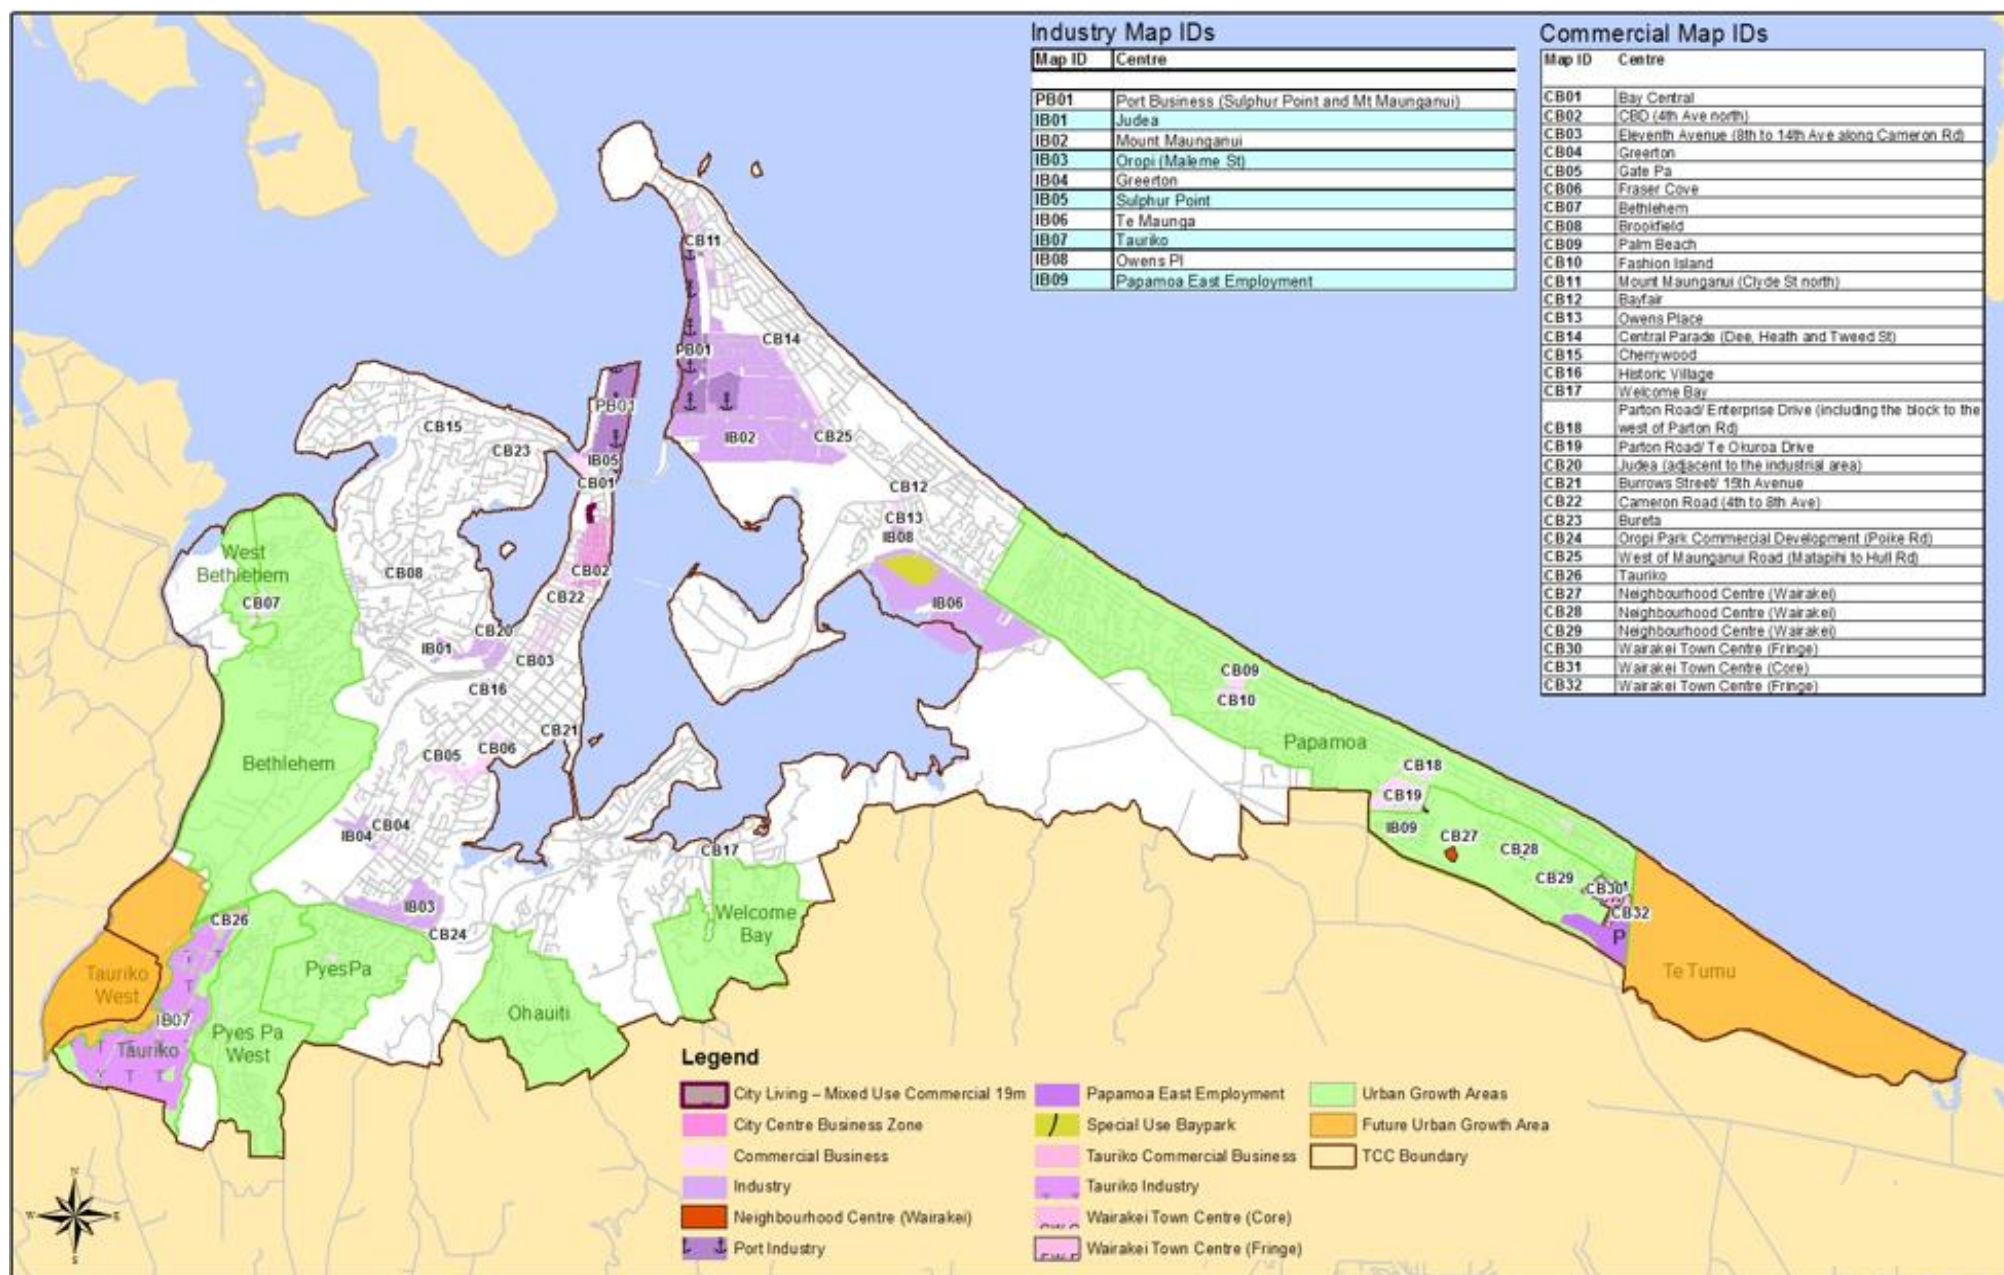 Industry Map IDs
Map ID Centre
PB01 Port Business (Sulphur Point and Mt Maunganui)
IB01 Judea
IB02 Mount Maunganui
IB03 Oropi (Maleme St)
IB04 Greerton
IB05 Sulphur Point
IB06 Te Maunga
IB07 Tauriko
IB08 Owens Pl
IB09 Papamoa East Employment
Commercial Map IDs
Map ID Centre
CB01 Bay Central
CB02 CBD (4th Ave north)
CB03 Eleventh Avenue (8th to 14th Ave along Cameron Rd)
CB04 Greerton
CB05 Gate Pa
CB06 Fraser Cove
CB07 Bethlehem
CB08 Brookfield
CB09 Palm Beach
CB10 Fashion Island
CB11 Mount Maunganui (Clyde St north)
CB12 Bayfair
CB13 Owens Place
CB14 Central Parade (Dee, Heath and Tweed St)
CB15 Cherrywood
CB16 Historic Village
CB17 Welcome Bay
CB18 Parton Road/ Enterprise Drive (including the block to the
west of Parton Rd)
CB19 Parton Road/ Te Okuroa Drive
CB20 Judea (adjacent to the industrial area)
CB21 Burrows Street/ 15th Avenue
CB22 Cameron Road (4th to 8th Ave)
CB23 Bureta
CB24 Oropi Park Commercial Development (Poike Rd)
CB25 West of Maunganui Road (Matapihi to Hull Rd)
CB26 Tauriko
CB27 Neighbourhood Centre (Wairakei)
CB28 Neighbourhood Centre (Wairakei)
CB29 Neighbourhood Centre (Wairakei)
CB30 Wairakei Town Centre (Fringe)
CB31 Wairakei Town Centre (Core)
CB32 Wairakei Town Centre (Fringe)
CB11
CB14
PB01
PB01
CB15
CB23
IB02
CB25
IB05
CB01
CB12
CB13
IB08
West
Bethlehem
CB07
CB08
CB02
CB22
IB06
CB20
IB01
CB03
CB16
CB09
CB10
CB21
CB06
CB05
Bethlehem
Papamoa
CB18
CB19
IB04
CB04
CB17
IB09
CB27
CB28
CB29
CB30
CB32
P
Te Tumu
IB03
CB24
CB26
Welcome
Bay
Tauriko
West
Pyes Pa
Ohauiti
IB07
Tauriko
Pyes Pa
West
Legend
City Living – Mixed Use Commercial 19m
City Centre Business Zone
Commercial Business
Industry
Neighbourhood Centre (Wairakei)
Port Industry
Papamoa East Employment
Special Use Baypark
Tauriko Commercial Business
Tauriko Industry
Wairakei Town Centre (Core)
Wairakei Town Centre (Fringe)
Urban Growth Areas
Future Urban Growth Area
TCC Boundary
N
W E
S